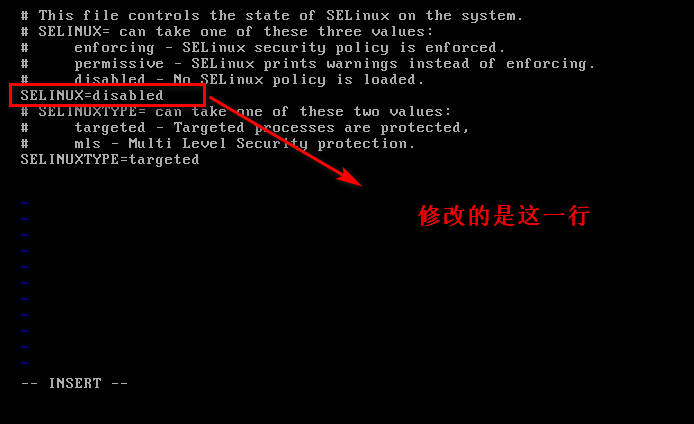 # This file controls the state of SELinux on the system.
# SELINUX= can take one of these three values:
#     enforcing - SELinux security policy is enforced.
#     permissive - SELinux prints warnings instead of enforcing.
#     disabled - No SELinux policy is loaded.
SELINUX=disabled
# SELINUXTYPE= can take one of these two values:
#     targeted - Targeted processes are protected,
#     mls - Multi Level Security protection.
SELINUXTYPE=targeted
修改的是这一行
~
~
~
~
~
~
~
~
~
~
~
-- INSERT --